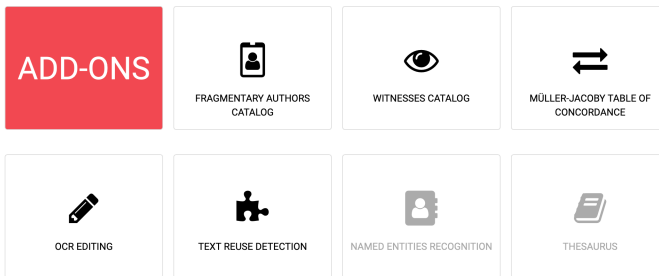 ADD-ONS
FRAGMENTARY AUTHORS
CATALOG
WITNESSES CATALOG
MÜLLER-JACOBY TABLE OF
CONCORDANCE
OCR EDITING
TEXT REUSE DETECTION
NAMED ENTITIES RECOGNITION
THESAURUS